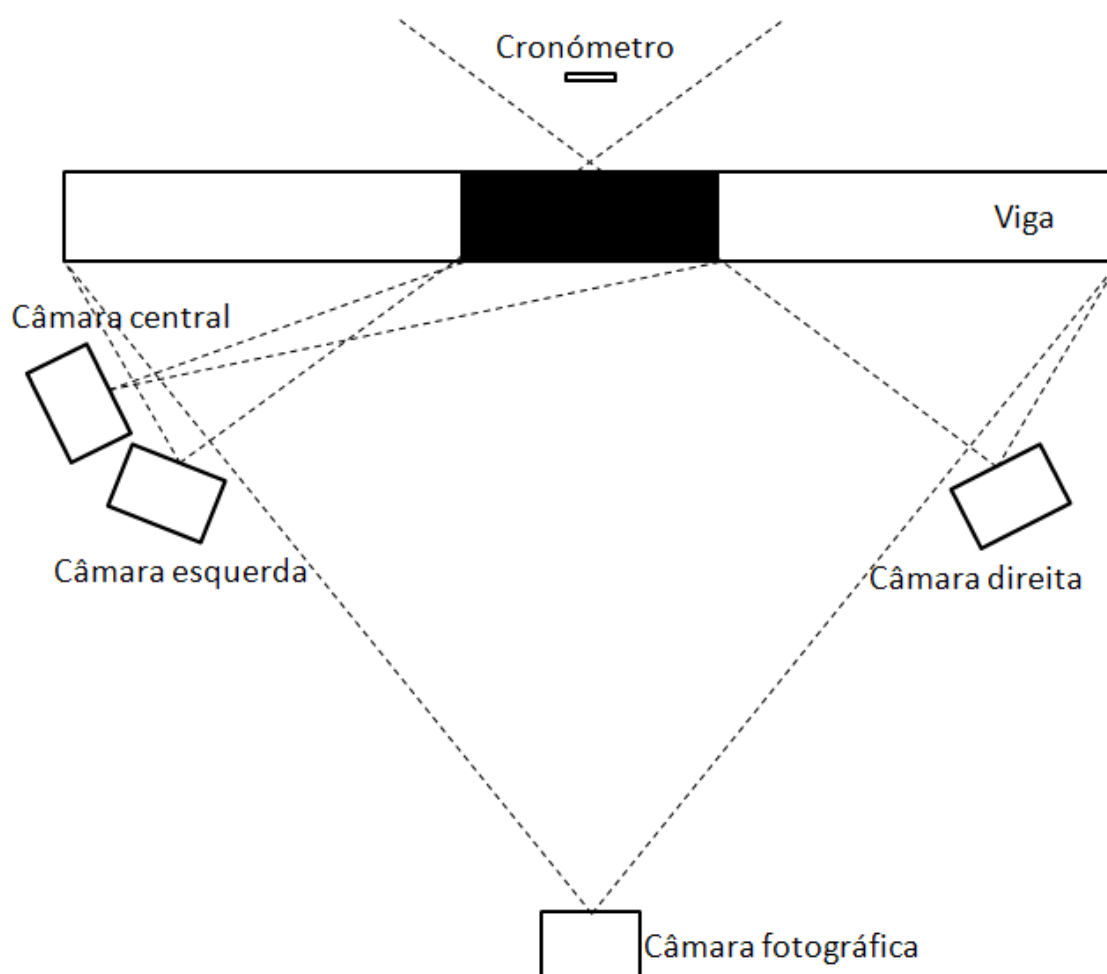 Cronómetro
Viga
Câmara central
Câmara esquerda
Câmara direita
Câmara fotográfica